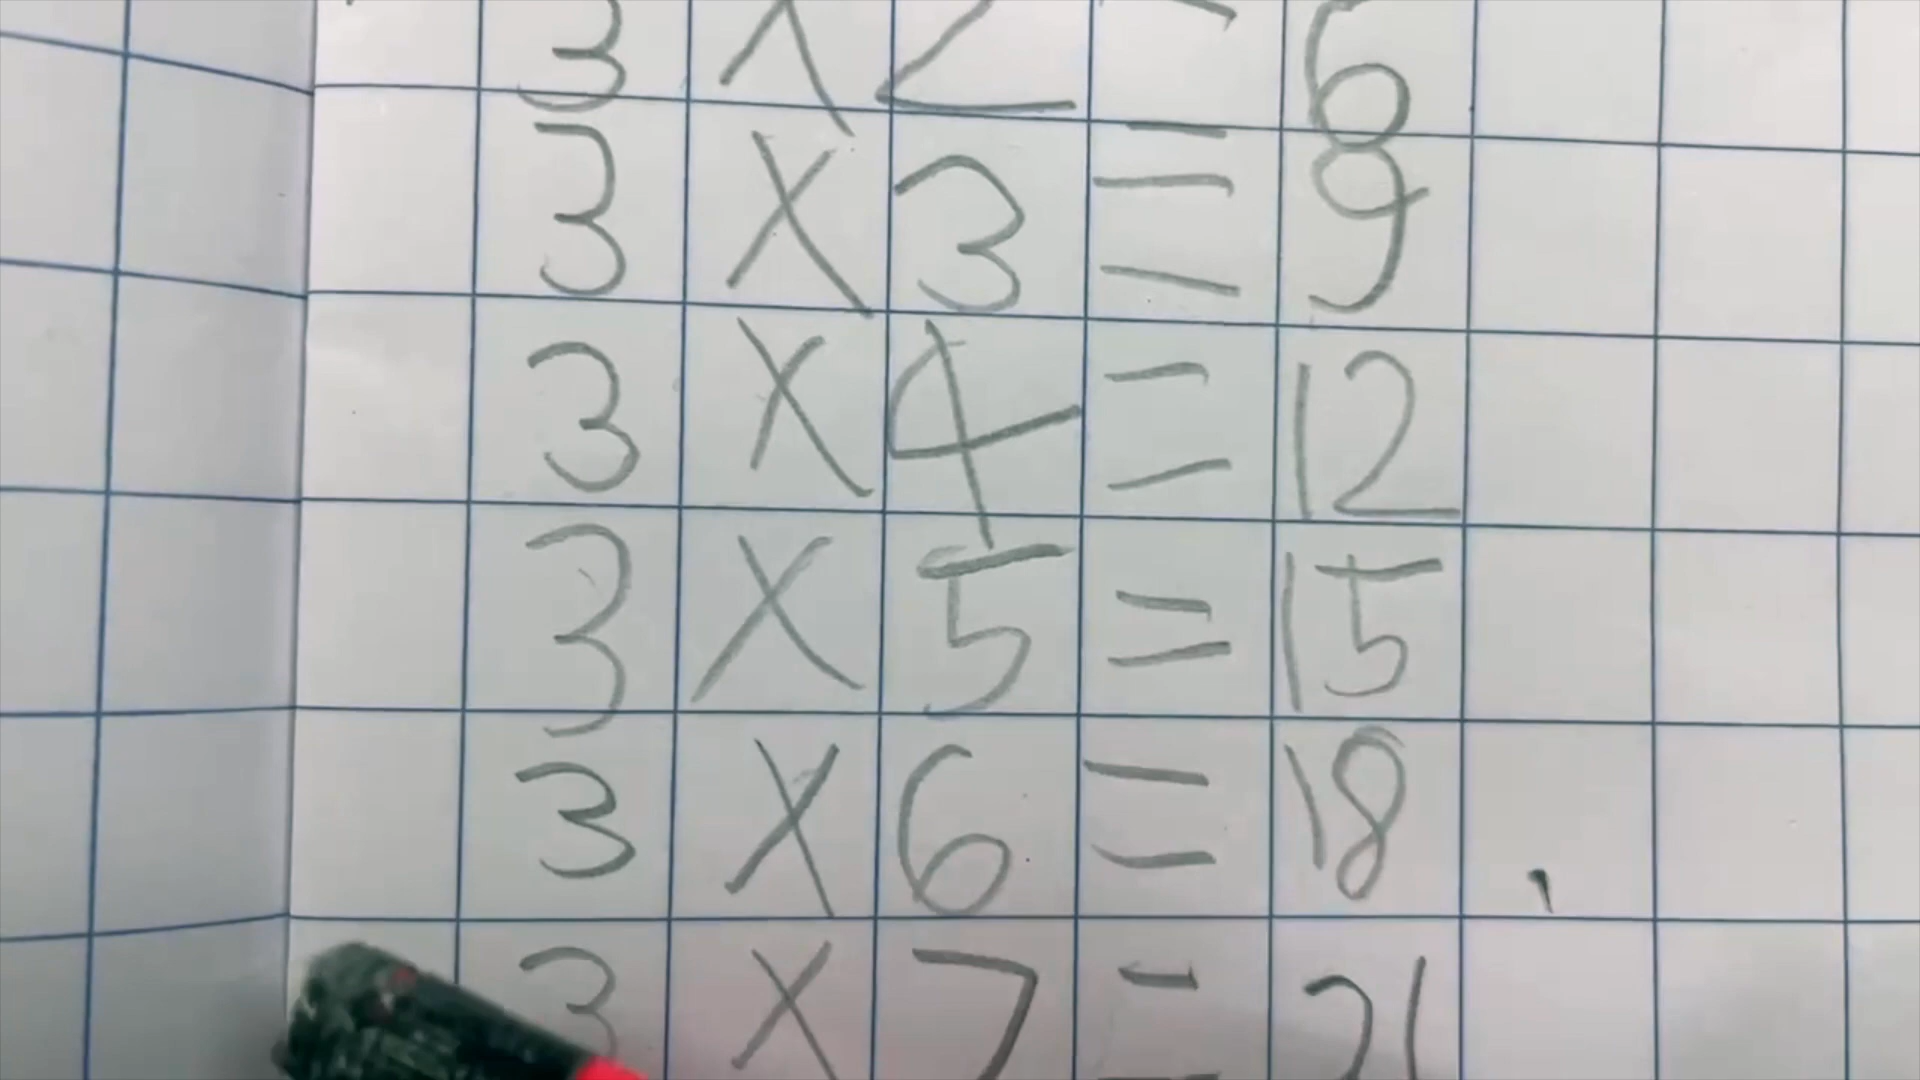 3 × 2 = 6
3 × 3 = 9
3 × 4 = 12
3 × 5 = 15
3 × 6 = 18
3 × 7 = 21